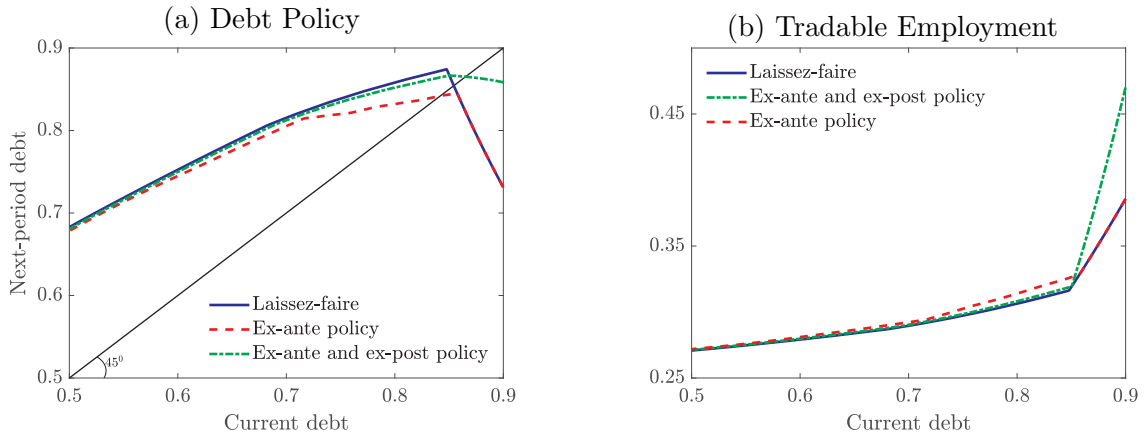 (a) Debt Policy
0.9
0.8
0.7
0.6
0.5
Next-period debt
Laissez-faire
Ex-ante policy
Ex-ante and ex-post policy
45⁰
0.5 0.6 0.7 0.8 0.9
Current debt
(b) Tradable Employment
Laissez-faire
Ex-ante and ex-post policy
Ex-ante policy
0.45
0.35
0.25
0.5 0.6 0.7 0.8 0.9
Current debt